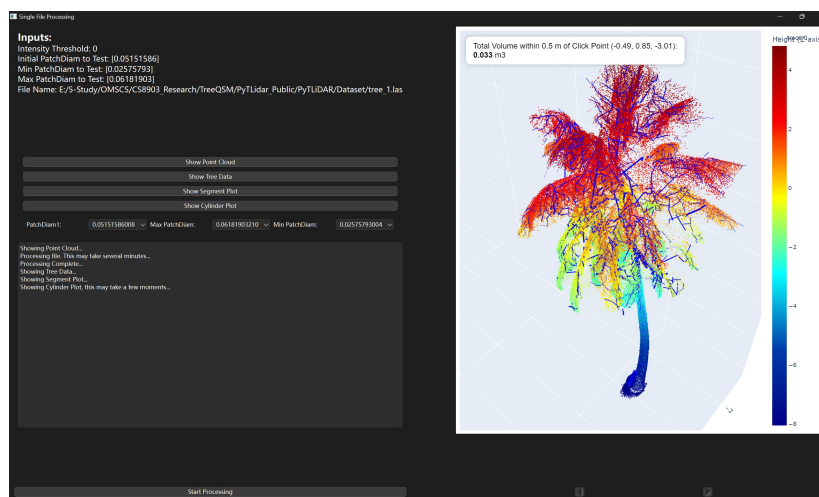 Single File Processing
Inputs:
Intensity Threshold: 0
Initial PatchDiam to Test: [0.05151586]
Min PatchDiam to Test: [0.02575793]
Max PatchDiam to Test: [0.06181903]
File Name: E:/5-Study/OMSCS/CS8903_Research/TreeQSM/PyTLidar_Public/PyTLiDAR/Dataset/tree_1.las
Show Point Cloud
Show Tree Data
Show Segment Plot
Show Cylinder Plot
PatchDiam1: 0.05151586008 Max PatchDiam: 0.06181903210 Min PatchDiam: 0.02575793004
Showing Point Cloud...
Processing file. This may take several minutes...
Processing Complete...
Showing Tree Data...
Showing Segment Plot...
Showing Cylinder Plot, this may take a few moments...
Start Processing
Total Volume within 0.5 m of Click Point (-0.49, 0.85, -3.01):
0.033 m3
Height (Z-axis
4
2
0
−2
−4
−6
−8
−2